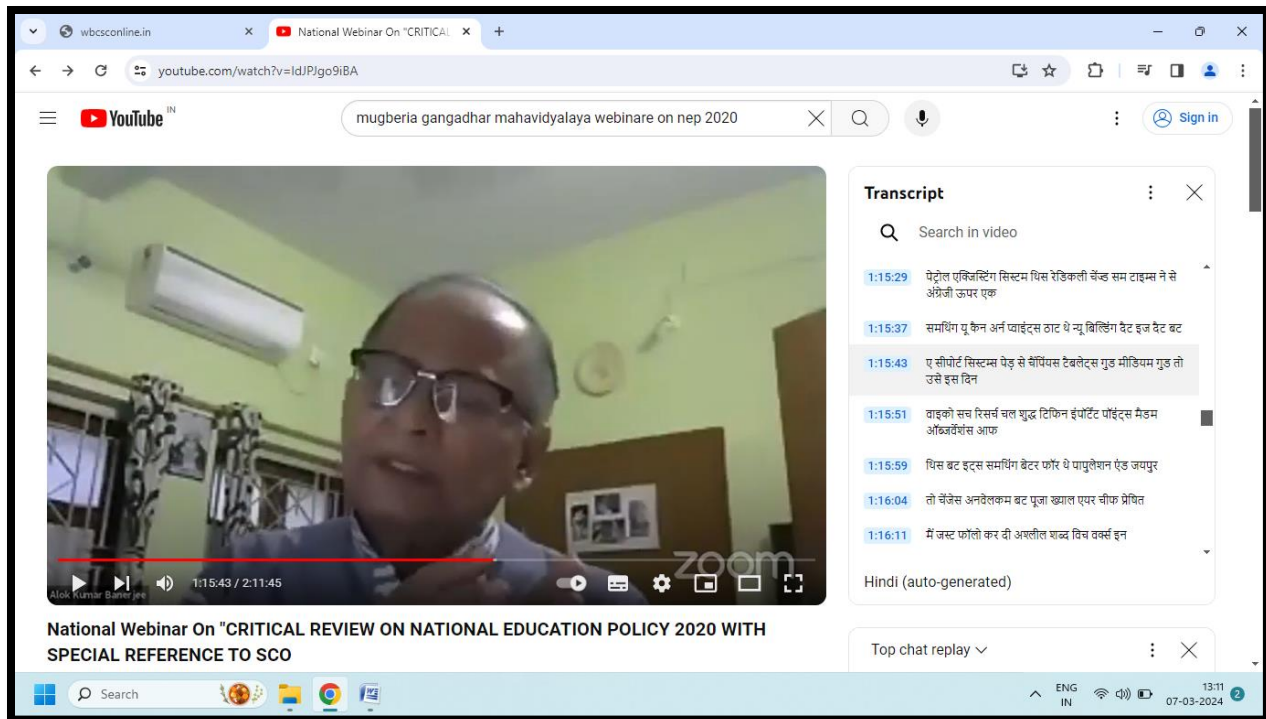 wbcsconline.in
National Webinar On "CRITICAL
youtube.com/watch?v=IdJPJgo9iBA
YouTube IN
mugberia gangadhar mahavidyalaya webinare on nep 2020
Sign in
zoom
Alok Kumar Banerjee
1:15:43 / 2:11:45
National Webinar On "CRITICAL REVIEW ON NATIONAL EDUCATION POLICY 2020 WITH
SPECIAL REFERENCE TO SCO
Transcript
Search in video
1:15:29 पेट्रोल एक्जिस्टिंग सिस्टम थिस रेडिकली चेंज्ड सम टाइम्स ने से
अंग्रेजी ऊपर एक
1:15:37 समथिंग यू कैन अर्न प्वाइंट्स ठाट थे न्यू बिल्डिंग दैट इज दैट बट
1:15:43 ए सीपोर्ट सिस्टम्स पेड़ से चैंपियंस टैबलेट्स गुड मीडियम गुड तो
उसे इस दिन
1:15:51 वाइको सच रिसर्च चल शुद्ध टिफिन इंपॉर्टेंट पॉइंट्स मैडम
ऑब्जर्वेशंस आफ
1:15:59 थिस बट इट्स समथिंग बेटर फॉर थे पापुलेशन एंड जयपुर
1:16:04 तो चेंजेस अनवेलकम बट पूजा ख्याल एयर चीफ प्रेषित
1:16:11 मैं जस्ट फॉलो कर दी अश्लील शब्द विच वर्क्स इन
Hindi (auto-generated)
Top chat replay
Search
ENG
IN
13:11
07-03-2024
2